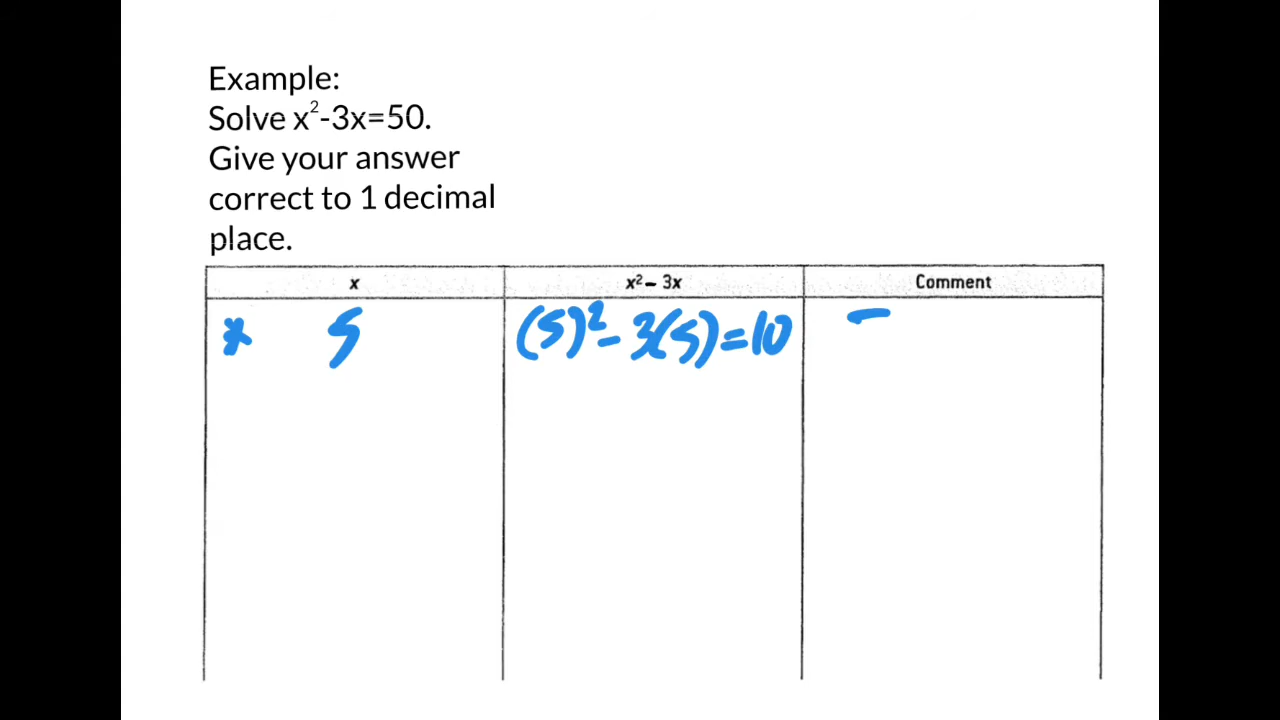 Example:
Solve x²-3x=50.
Give your answer
correct to 1 decimal
place.
x x² – 3x Comment
* 5 (5)² - 3(5) = 10